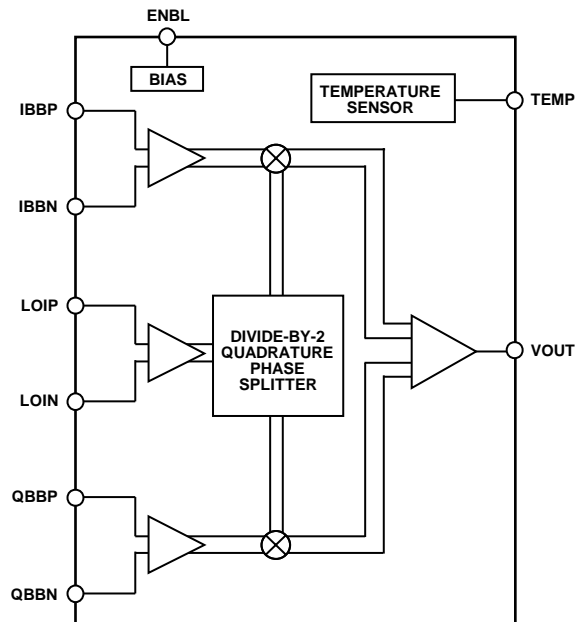 ENBL
BIAS
TEMPERATURE
SENSOR
TEMP
IBBP
IBBN
LOIP
DIVIDE-BY-2
QUADRATURE
PHASE
SPLITTER
VOUT
LOIN
QBBP
QBBN